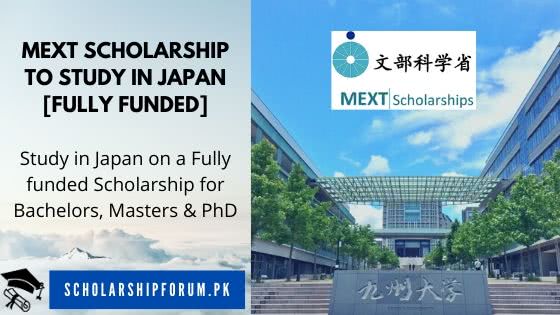 MEXT SCHOLARSHIP
TO STUDY IN JAPAN
[FULLY FUNDED]
Study in Japan on a Fully
funded Scholarship for
Bachelors, Masters & PhD
SCHOLARSHIPFORUM.PK
文部科学省
MEXT Scholarships
九州大学